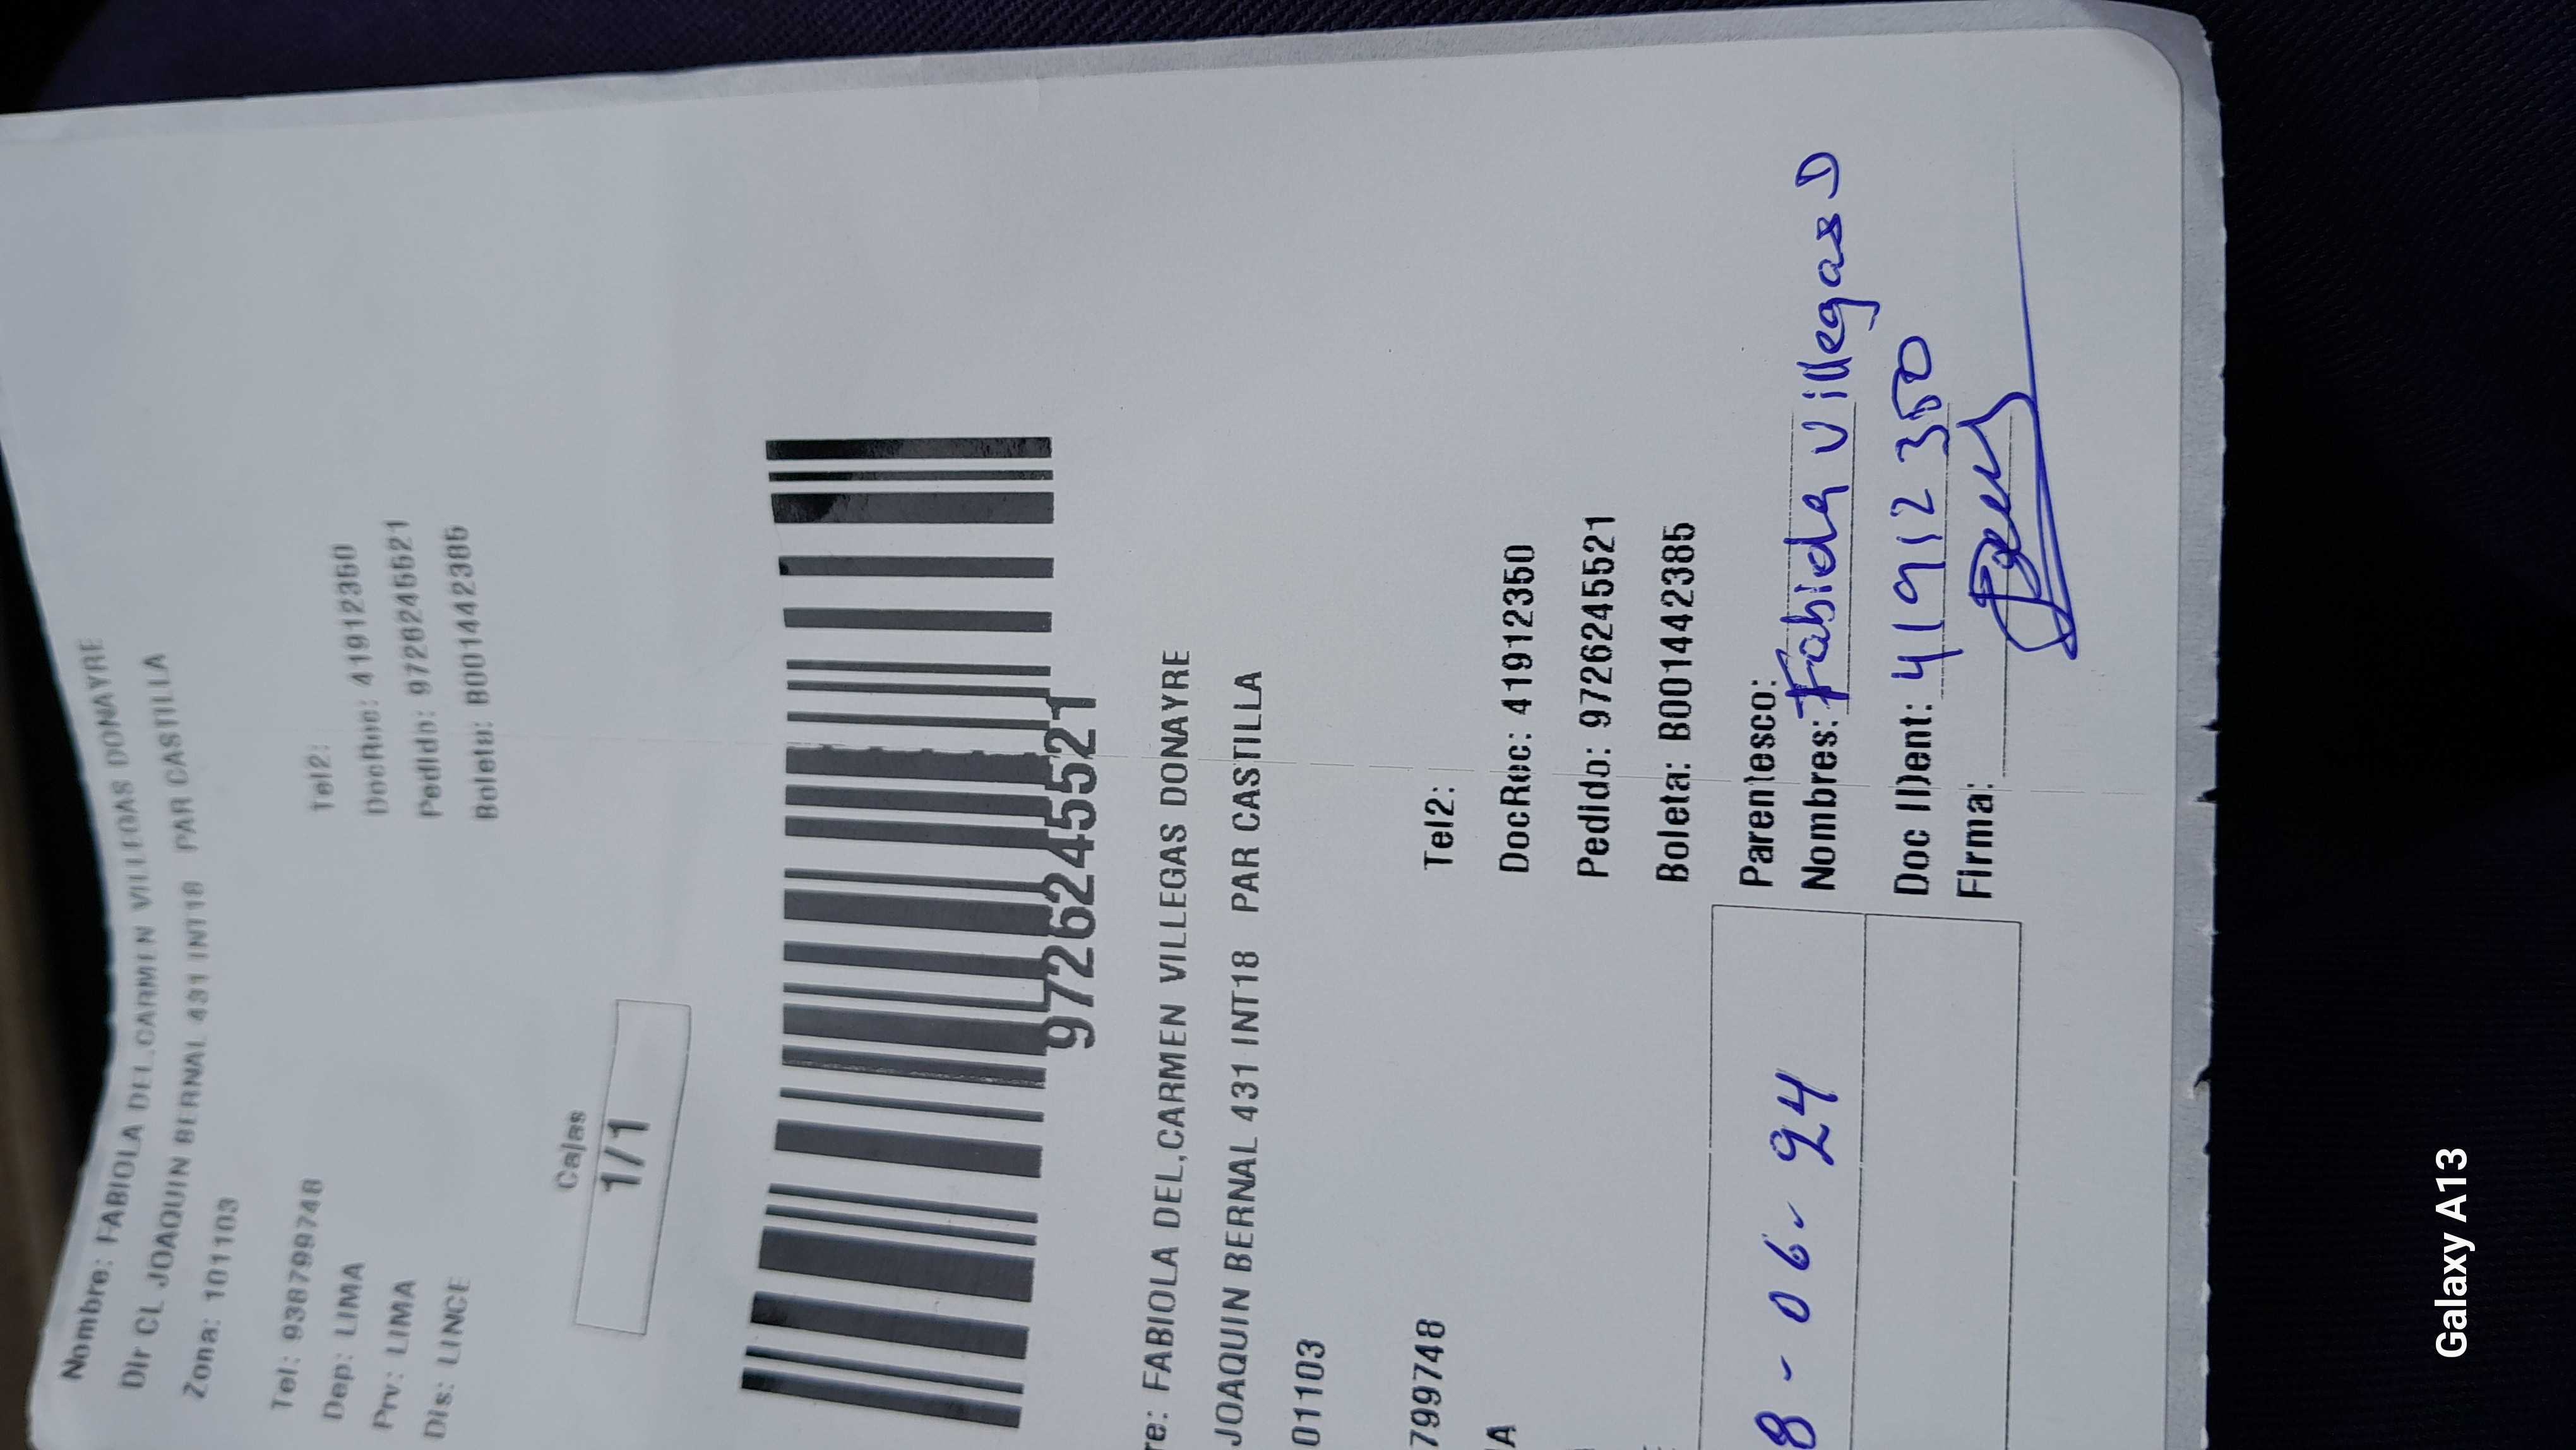 Nombre: FABIOLA DEL,CARMEN VILLEGAS DONAYRE
Dir CL JOAQUIN BERNAL 431 INT18 PAR CASTILLA
Zona: 101103
Tel: 938799748
Tel2:
Dep: LIMA
DocRec: 41912350
Prv: LIMA
Pedido: 9726245521
Dis: LINCE
Boleta: B001442385
Cajas
1/1
9726245521
re: FABIOLA DEL,CARMEN VILLEGAS DONAYRE
JOAQUIN BERNAL 431 INT18 PAR CASTILLA
01103
799748
Tel2:
DocRec: 41912350
Pedido: 9726245521
Boleta: B001442385
Parentesco:
Nombres: Fabiola Villegas D
8-06-24
Doc IDent: 41912350
Firma:
Galaxy A13